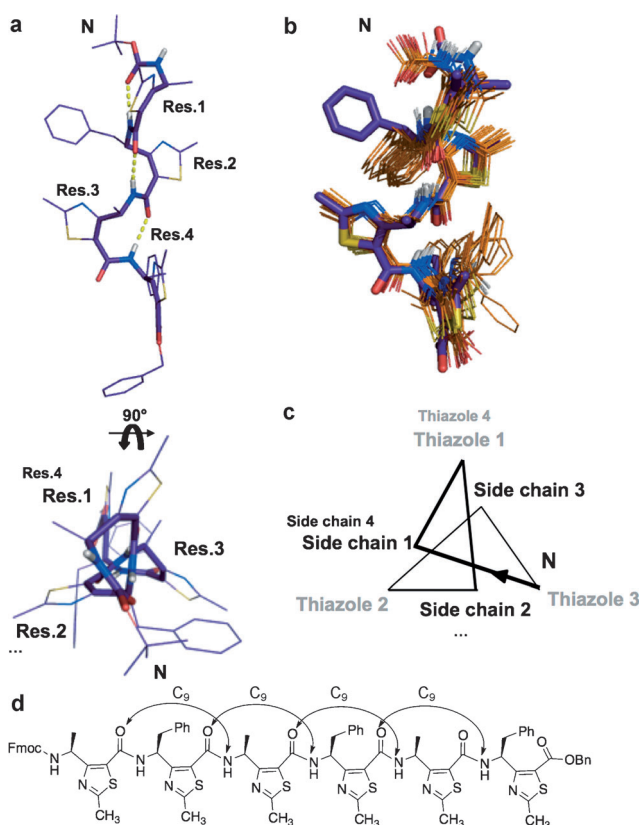 a
N
Res.1
Res.2
Res.3
Res.4
b
N
90°
Res.4
Res.1
Res.3
Res.2
...
N
c
Thiazole 4
Thiazole 1
Side chain 3
Side chain 4
Side chain 1
N
Thiazole 2
Side chain 2
Thiazole 3
...
d
C9 C9 C9 C9
O Ph O O Ph O O Ph O
Fmoc N H N H N H N H N H N H OBn
N S N S N S N S N S N S
CH3 CH3 CH3 CH3 CH3 CH3